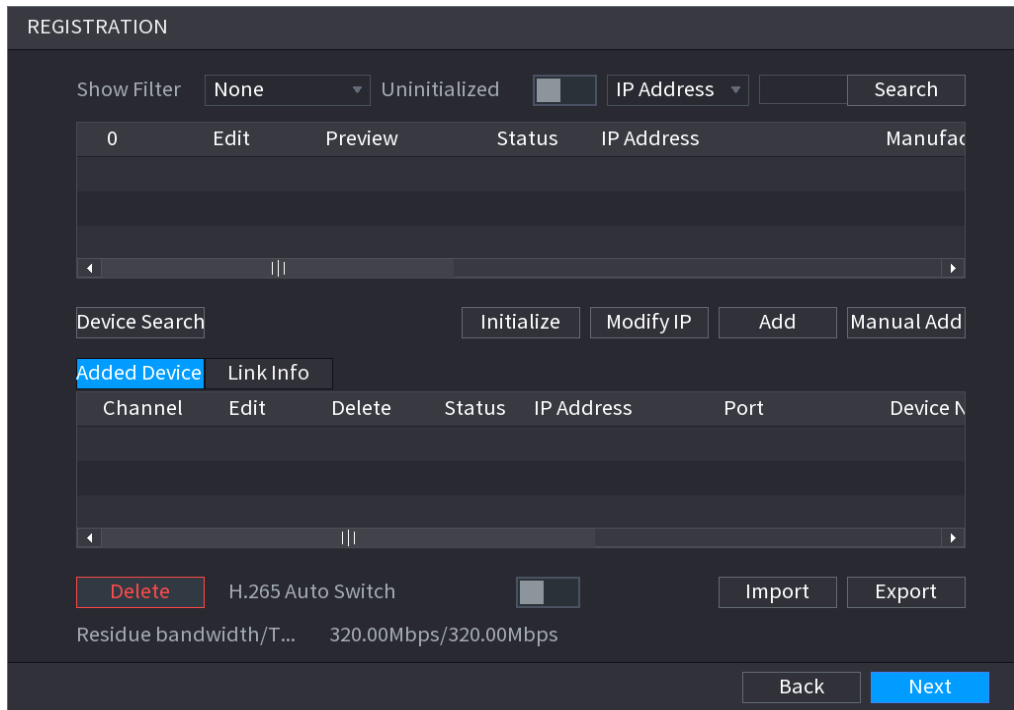 REGISTRATION
Show Filter None Uninitialized IP Address Search
0 Edit Preview Status IP Address Manufac
Device Search Initialize Modify IP Add Manual Add
Added Device Link Info
Channel Edit Delete Status IP Address Port Device N
Delete H.265 Auto Switch Import Export
Residue bandwidth/T... 320.00Mbps/320.00Mbps
Back Next